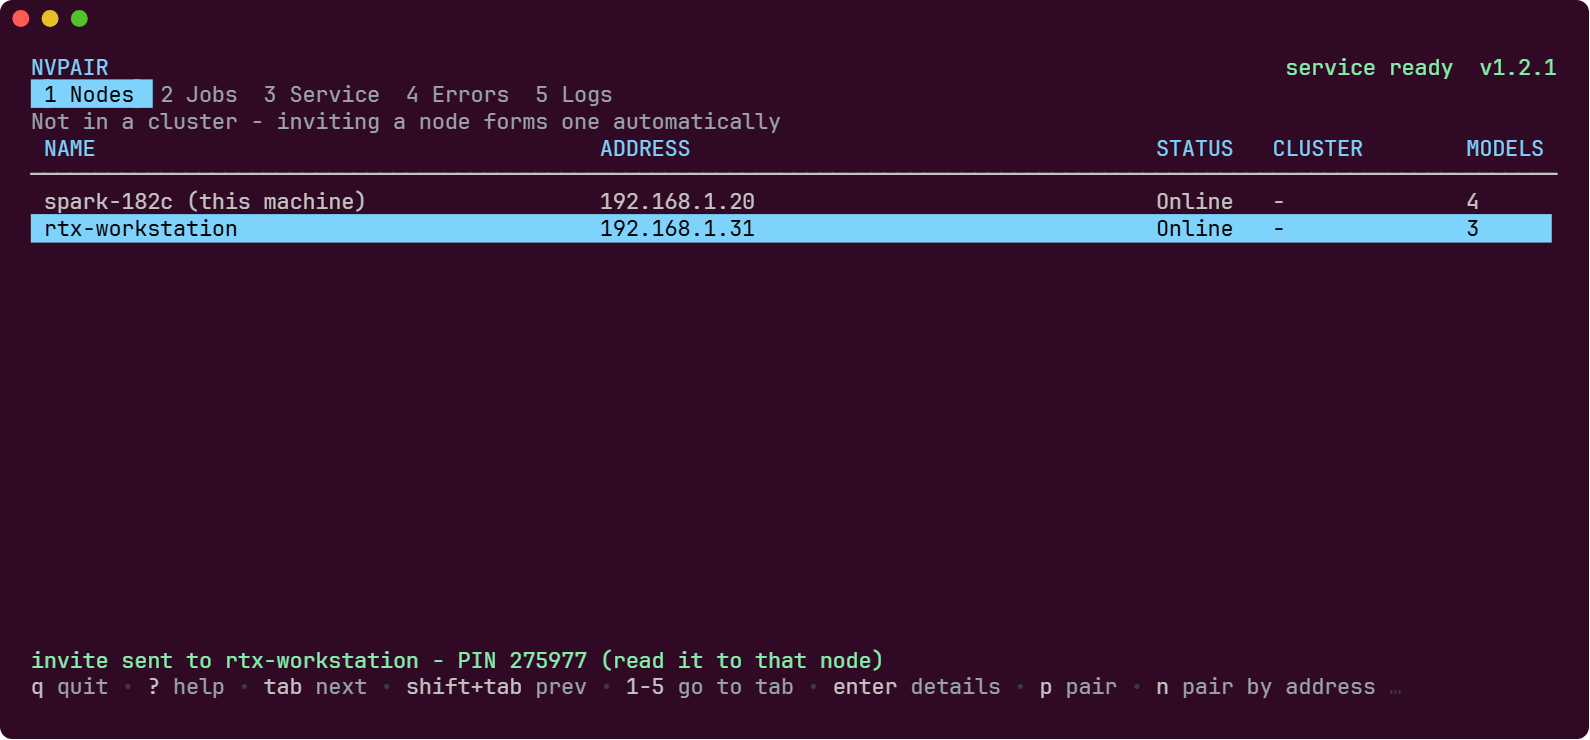 NVPAIR service ready v1.2.1
1 Nodes 2 Jobs 3 Service 4 Errors 5 Logs
Not in a cluster - inviting a node forms one automatically
NAME ADDRESS STATUS CLUSTER MODELS
spark-182c (this machine) 192.168.1.20 Online - 4
rtx-workstation 192.168.1.31 Online - 3
invite sent to rtx-workstation - PIN 275977 (read it to that node)
q quit • ? help • tab next • shift+tab prev • 1-5 go to tab • enter details • p pair • n pair by address …